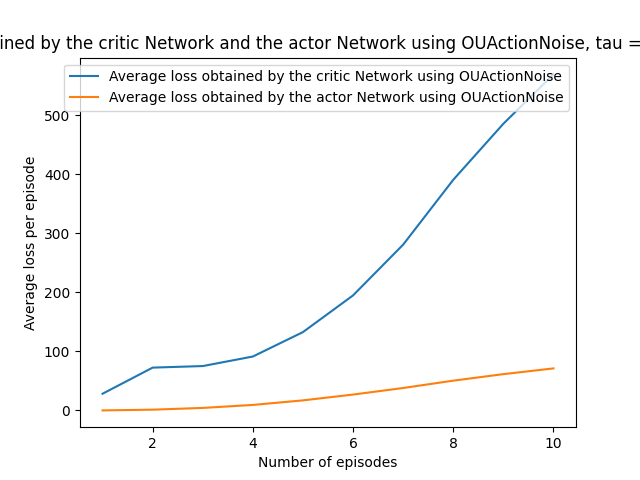 ined by the critic Network and the actor Network using OUActionNoise, tau =
Average loss obtained by the critic Network using OUActionNoise
Average loss obtained by the actor Network using OUActionNoise
Average loss per episode
500
400
300
200
100
0
2 4 6 8 10
Number of episodes